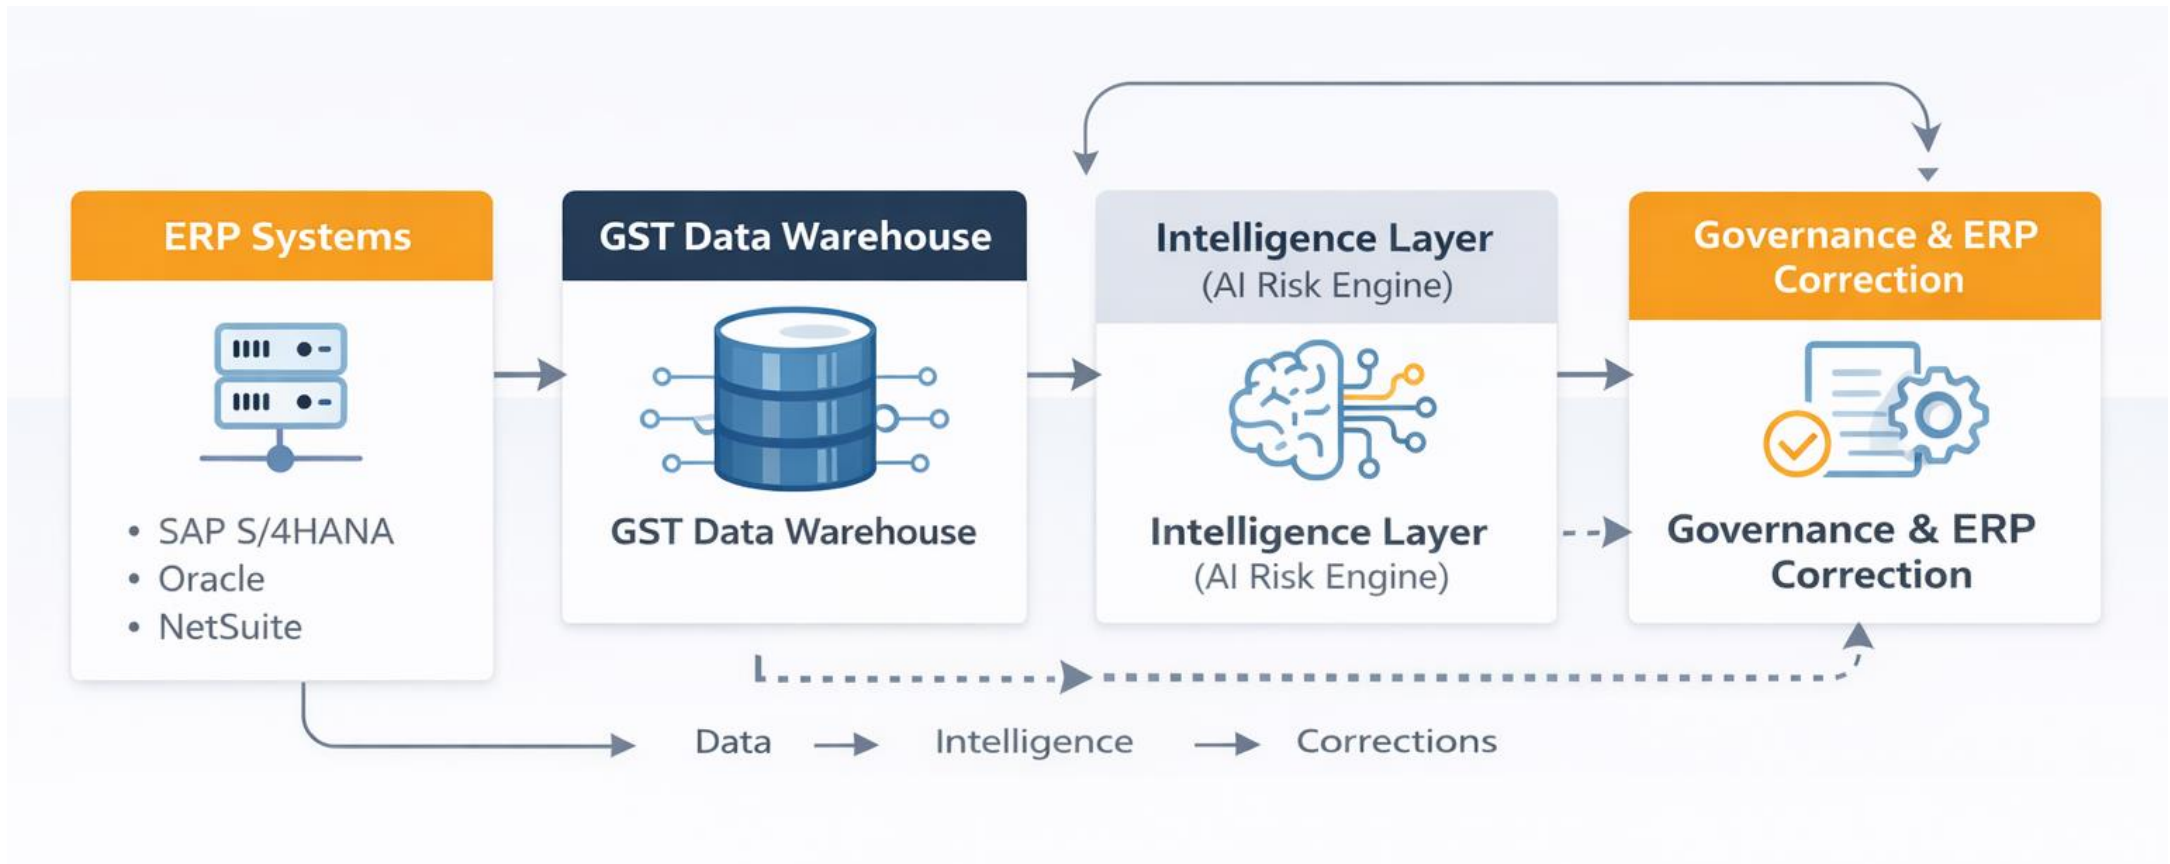 ERP Systems
• SAP S/4HANA
• Oracle
• NetSuite
GST Data Warehouse
GST Data Warehouse
Intelligence Layer
(AI Risk Engine)
Intelligence Layer
(AI Risk Engine)
Governance & ERP
Correction
Governance & ERP
Correction
Data → Intelligence → Corrections